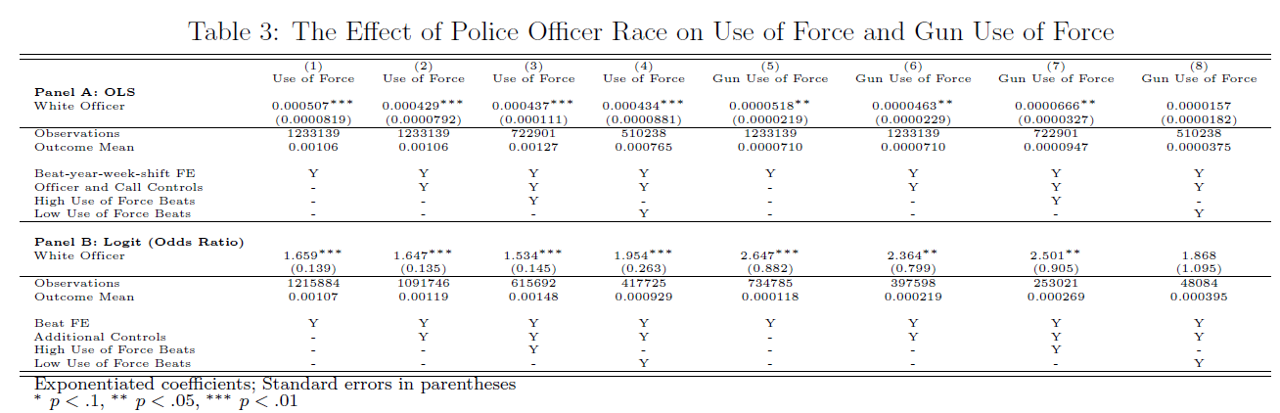 Table 3: The Effect of Police Officer Race on Use of Force and Gun Use of Force
(1) (2) (3) (4) (5) (6) (7) (8)
Use of Force Use of Force Use of Force Use of Force Gun Use of Force Gun Use of Force Gun Use of Force Gun Use of Force
Panel A: OLS
White Officer 0.000507*** 0.000429*** 0.000437*** 0.000434*** 0.0000518** 0.0000463** 0.0000666** 0.0000157
(0.0000819) (0.0000792) (0.000111) (0.0000881) (0.0000219) (0.0000229) (0.0000327) (0.0000182)
Observations 1233139 1233139 722901 510238 1233139 1233139 722901 510238
Outcome Mean 0.00106 0.00106 0.00127 0.000765 0.0000710 0.0000710 0.0000947 0.0000375
Beat-year-week-shift FE Y Y Y Y Y Y Y Y
Officer and Call Controls - Y Y Y - Y Y Y
High Use of Force Beats - - Y - - - Y -
Low Use of Force Beats - - - Y - - - Y
Panel B: Logit (Odds Ratio)
White Officer 1.659*** 1.647*** 1.534*** 1.954*** 2.647*** 2.364** 2.501** 1.868
(0.139) (0.135) (0.145) (0.263) (0.882) (0.799) (0.905) (1.095)
Observations 1215884 1091746 615692 417725 734785 397598 253021 48084
Outcome Mean 0.00107 0.00119 0.00148 0.000929 0.000118 0.000219 0.000269 0.000395
Beat FE Y Y Y Y Y Y Y Y
Additional Controls - Y Y Y - Y Y Y
High Use of Force Beats - - Y - - - Y -
Low Use of Force Beats - - - Y - - - Y
Exponentiated coefficients; Standard errors in parentheses
* p < .1, ** p < .05, *** p < .01